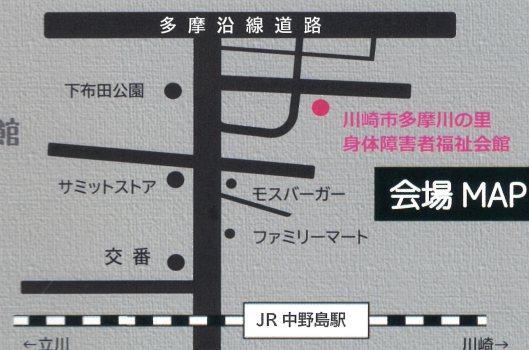 多摩沿線道路
下布田公園
川崎市多摩川の里
身体障害者福祉会館
館
サミットストア
モスバーガー
会場 MAP
ファミリーマート
交番
JR 中野島駅
←立川
川崎→